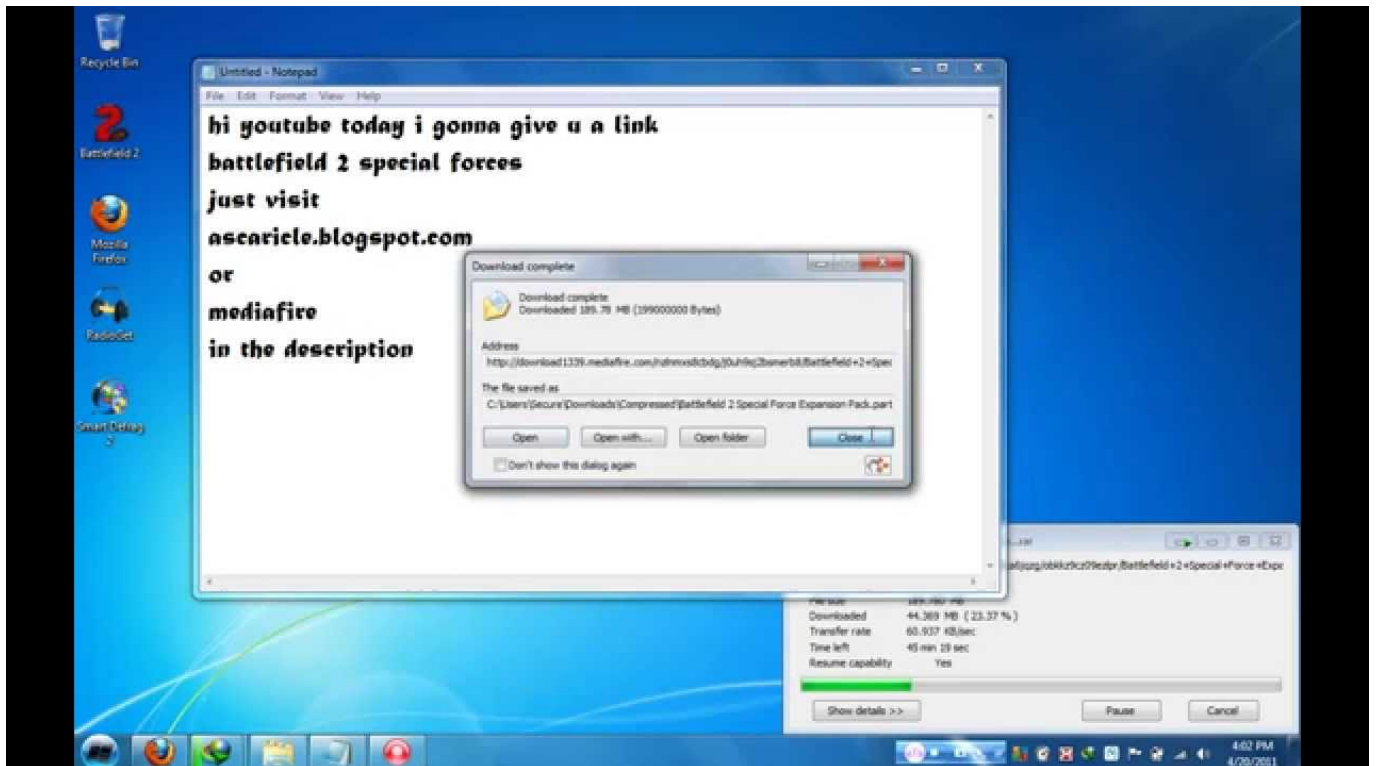 Recycle Bin
Battlefield 2
Mozilla
Firefox
Smart Defrag
2
Untitled - Notepad
File Edit Format View Help
hi youtube today i gonna give u a link
battlefield 2 special forces
just visit
ascaricle.blogspot.com
or
mediafire
in the description
Download complete
Download complete
Downloaded 189.78 MB (199000000 Bytes)
Address
The file saved as
C:\Users\Secure\Downloads\Compressed\Battlefield 2 Special Force Expansion Pack.part
Open Open with... Open folder Close
Don't show this dialog again
Downloaded 44.369 MB ( 23.37 % )
Transfer rate 60.937 KB/sec
Time left 45 min 19 sec
Resume capability Yes
Show details >> Pause Cancel
4:02 PM
4/20/2011